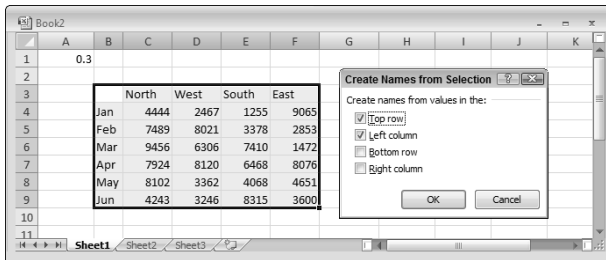 Book2
A B C D E F G H I J K
1 0.3
2
3 North West South East
4 Jan 4444 2467 1255 9065
5 Feb 7489 8021 3378 2853
6 Mar 9456 6306 7410 1472
7 Apr 7924 8120 6468 8076
8 May 8102 3362 4068 4651
9 Jun 4243 3246 8315 3600
10
11
Create Names from Selection
Create names from values in the:
Top row
Left column
Bottom row
Right column
OK Cancel
Sheet1 Sheet2 Sheet3